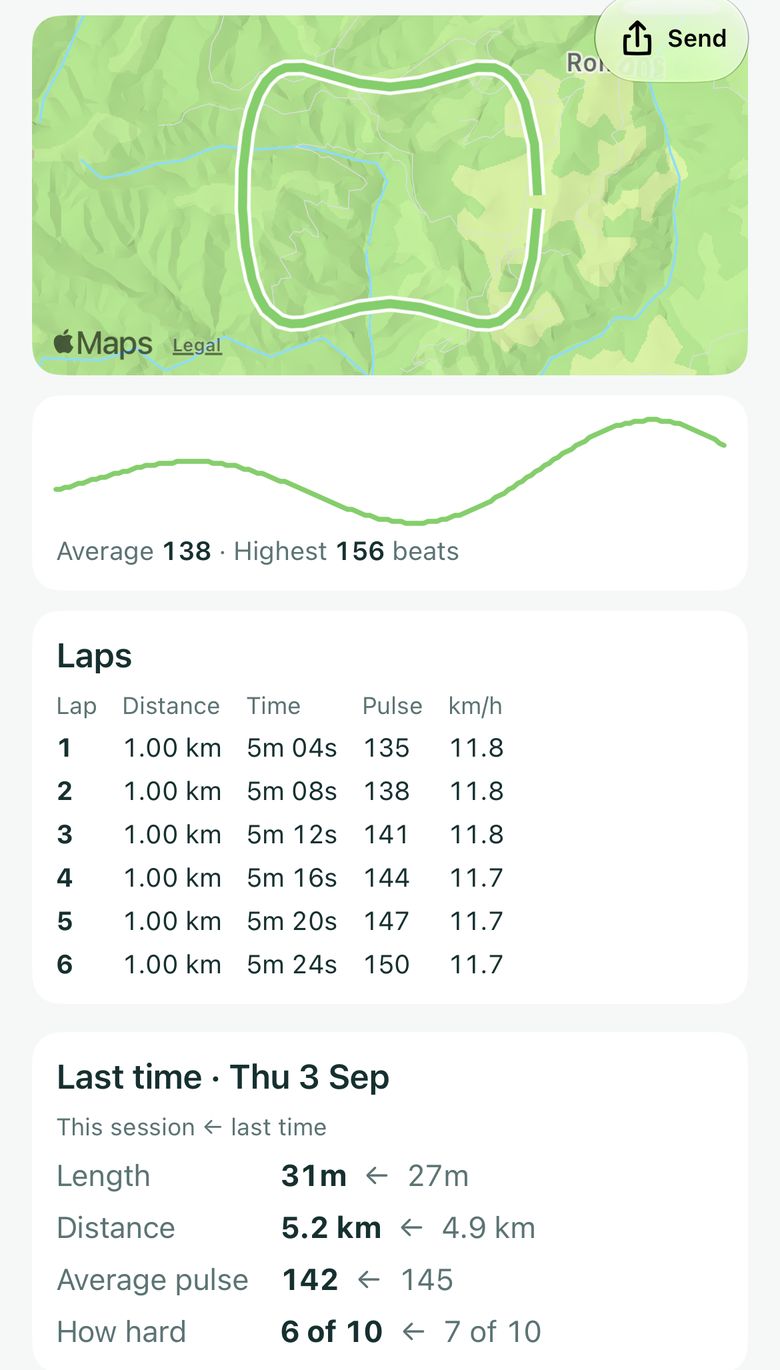 Send
Maps Legal
Average 138 · Highest 156 beats
Laps
Lap Distance Time Pulse km/h
1 1.00 km 5m 04s 135 11.8
2 1.00 km 5m 08s 138 11.8
3 1.00 km 5m 12s 141 11.8
4 1.00 km 5m 16s 144 11.7
5 1.00 km 5m 20s 147 11.7
6 1.00 km 5m 24s 150 11.7
Last time · Thu 3 Sep
This session ← last time
Length 31m ← 27m
Distance 5.2 km ← 4.9 km
Average pulse 142 ← 145
How hard 6 of 10 ← 7 of 10